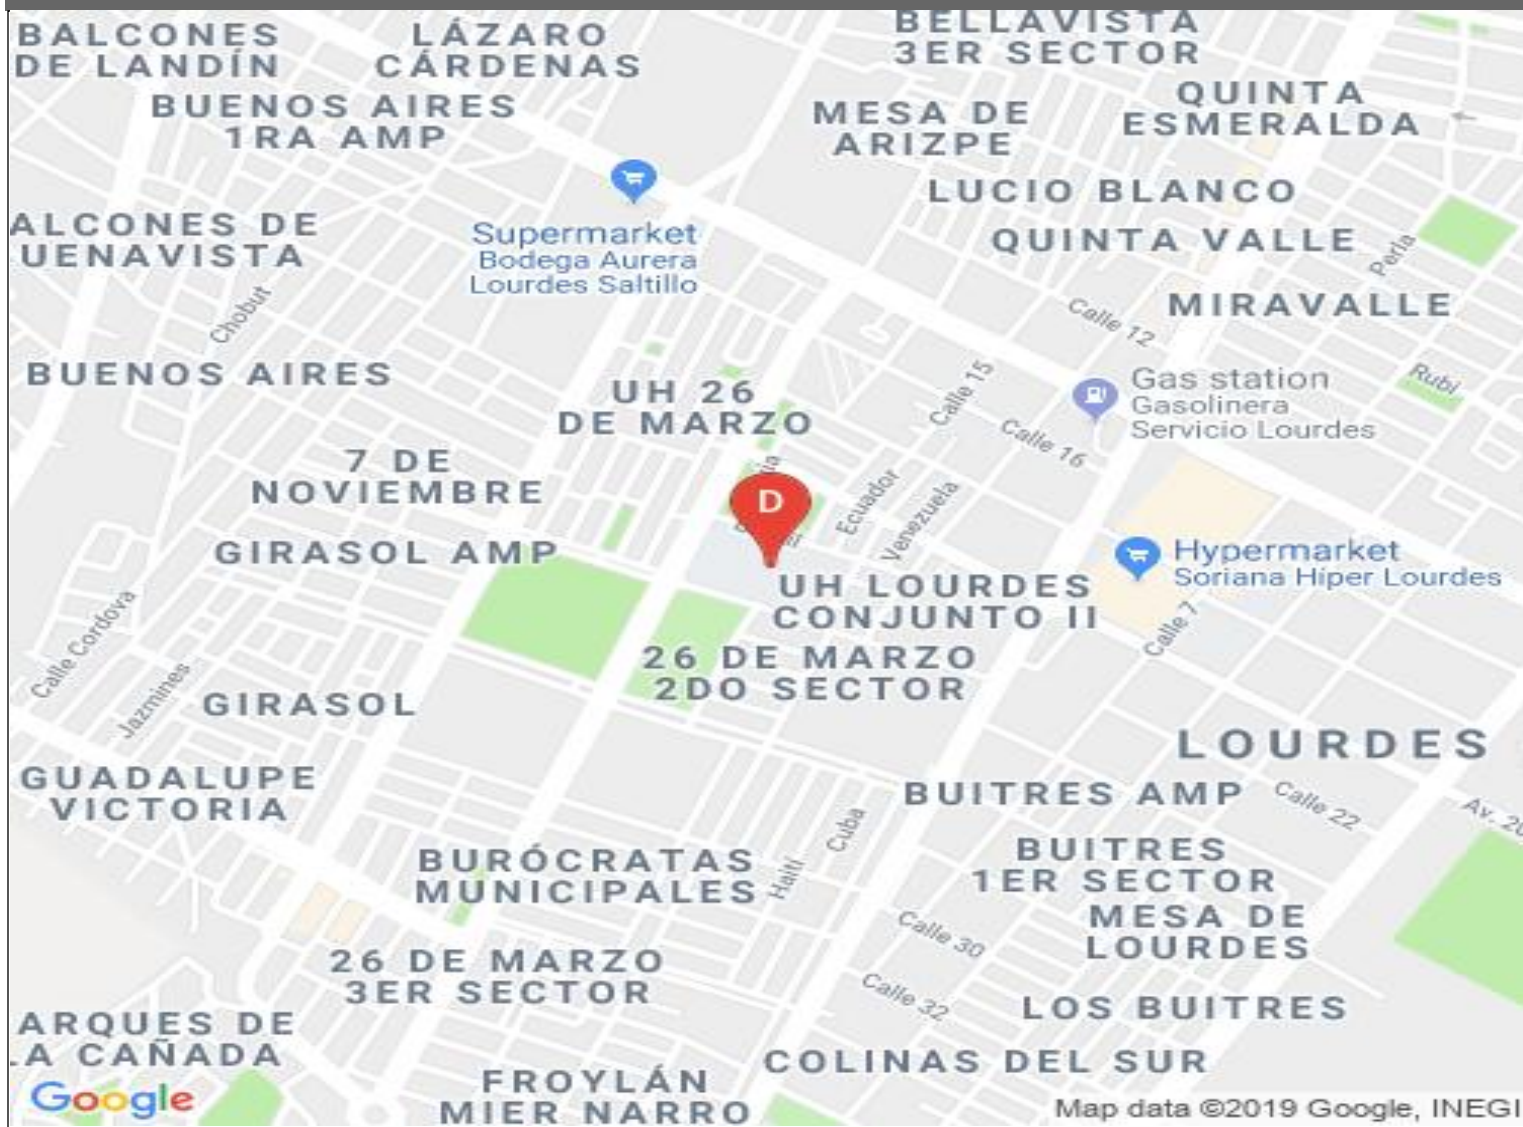 BALCONES
DE LANDÍN
LÁZARO
CÁRDENAS
BELLAVISTA
3ER SECTOR
BUENOS AIRES
1RA AMP
MESA DE
ARIZPE
QUINTA
ESMERALDA
LUCIO BLANCO
ALCONES DE
UENAVISTA
Supermarket
Bodega Aurera
Lourdes Saltillo
QUINTA VALLE
Perla
MIRAVALLE
Chobut
Calle 12
BUENOS AIRES
UH 26
DE MARZO
Calle 15
Gas station
Gasolinera
Servicio Lourdes
Rubi
Calle 16
7 DE
NOVIEMBRE
D
Ecuador
Venezuela
GIRASOL AMP
Hypermarket
Soriana Híper Lourdes
UH LOURDES
CONJUNTO II
Calle 7
Calle Cordova
26 DE MARZO
2DO SECTOR
Jazmines
GIRASOL
LOURDES
GUADALUPE
VICTORIA
BUITRES AMP
Calle 22
Av. 20
Cuba
BURÓCRATAS
MUNICIPALES
Haití
BUITRES
1ER SECTOR
MESA DE
LOURDES
Calle 30
26 DE MARZO
3ER SECTOR
Calle 32
LOS BUITRES
ARQUES DE
LA CAÑADA
COLINAS DEL SUR
FROYLÁN
MIER NARRO
Google
Map data ©2019 Google, INEGI